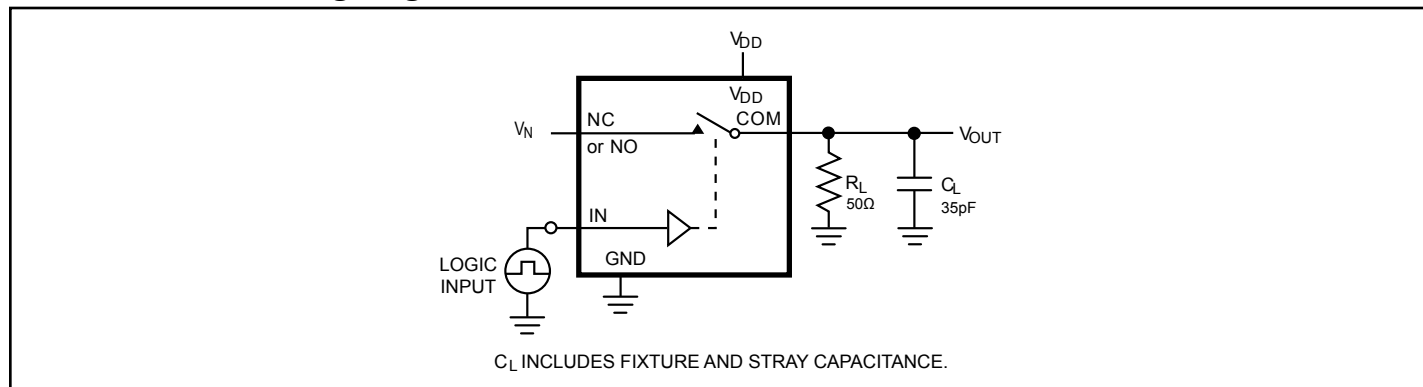 VDD
VDD
NC
COM
VN
or NO
VOUT
RL
50Ω
CL
35pF
IN
GND
LOGIC
INPUT
CL INCLUDES FIXTURE AND STRAY CAPACITANCE.